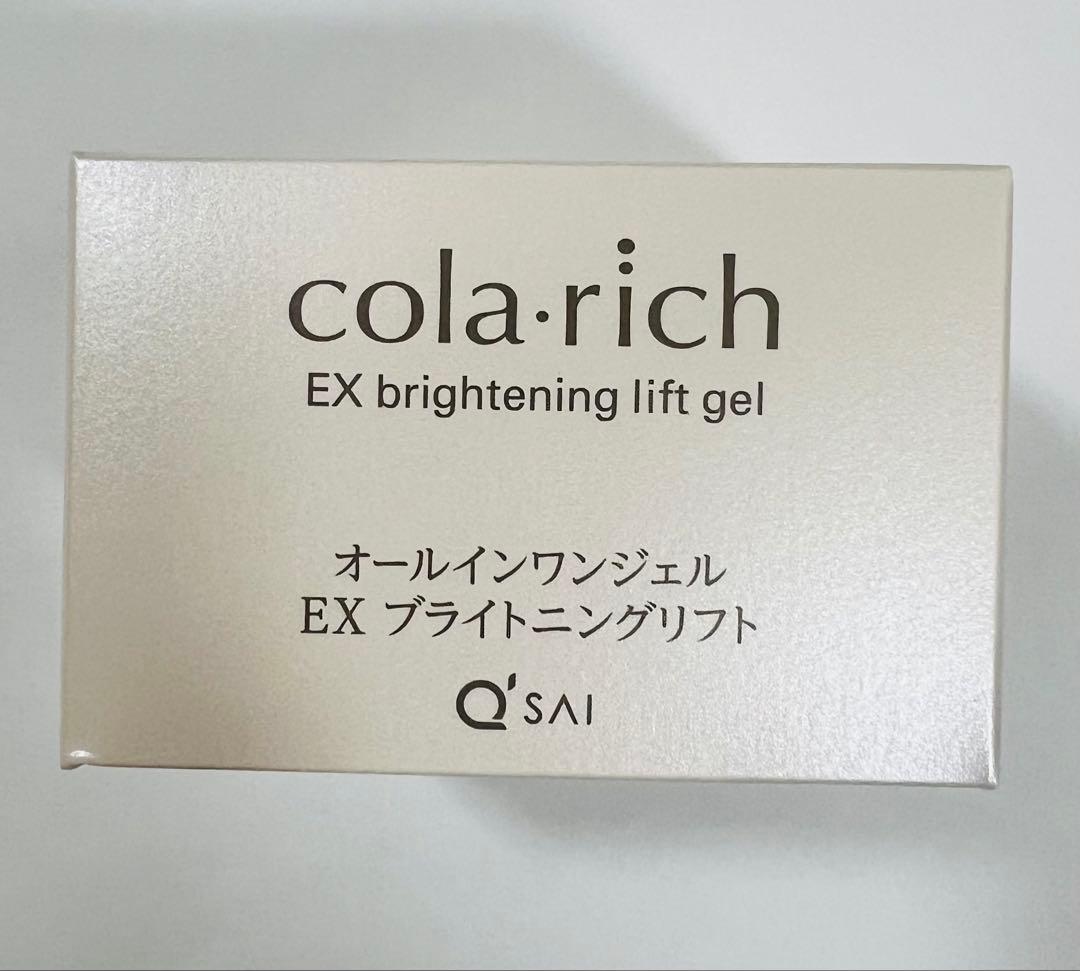 cola·rich
EX brightening lift gel
オールインワンジェル
EX ブライトニングリフト
Q'SAI